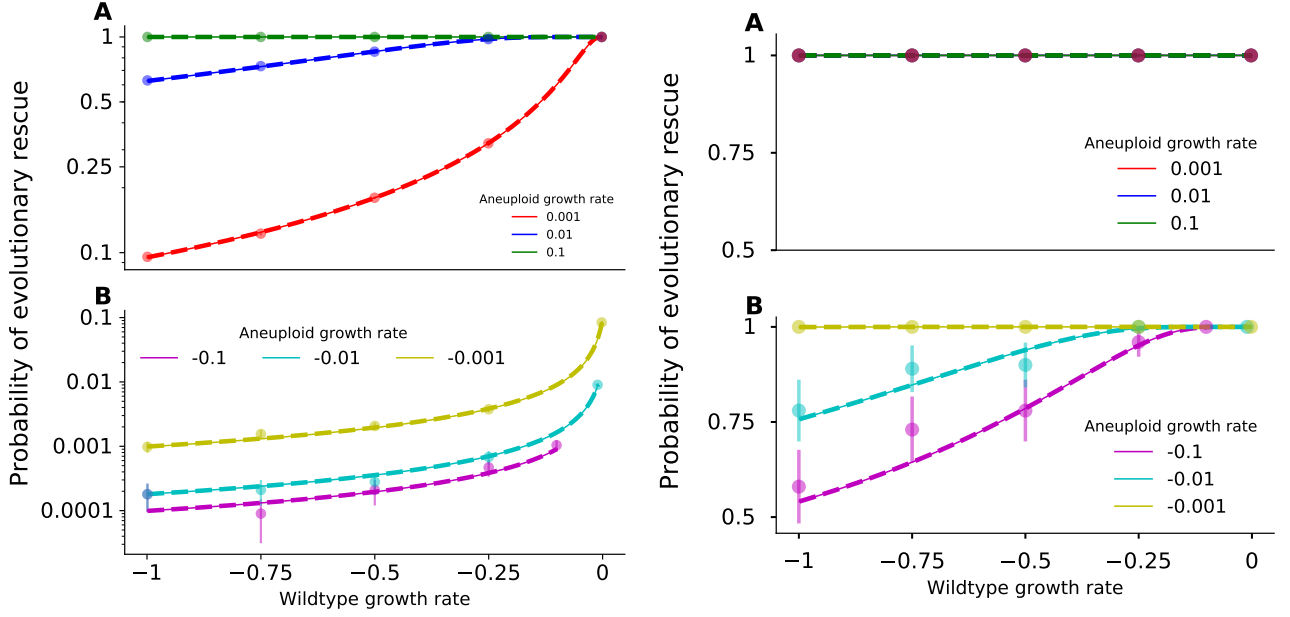 A
Probability of evolutionary rescue
1
0.5
0.25
0.1
Aneuploid growth rate
0.001
0.01
0.1
B
0.1
0.01
0.001
0.0001
Aneuploid growth rate
-0.1 -0.01 -0.001
−1 −0.75 −0.5 −0.25 0
Wildtype growth rate
A
Probability of evolutionary rescue
1
0.75
0.5
Aneuploid growth rate
0.001
0.01
0.1
B
1
0.75
0.5
Aneuploid growth rate
-0.1
-0.01
-0.001
−1 −0.75 −0.5 −0.25 0
Wildtype growth rate